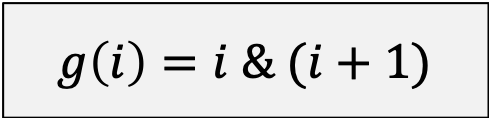 g(i) = i & (i + 1)